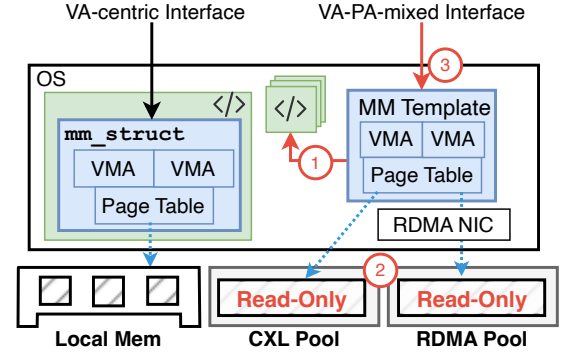 VA-centric Interface
VA-PA-mixed Interface
3
OS
</>
</>
mm_struct
VMA
VMA
Page Table
1
MM Template
VMA
VMA
Page Table
RDMA NIC
2
Read-Only
Read-Only
Local Mem
CXL Pool
RDMA Pool